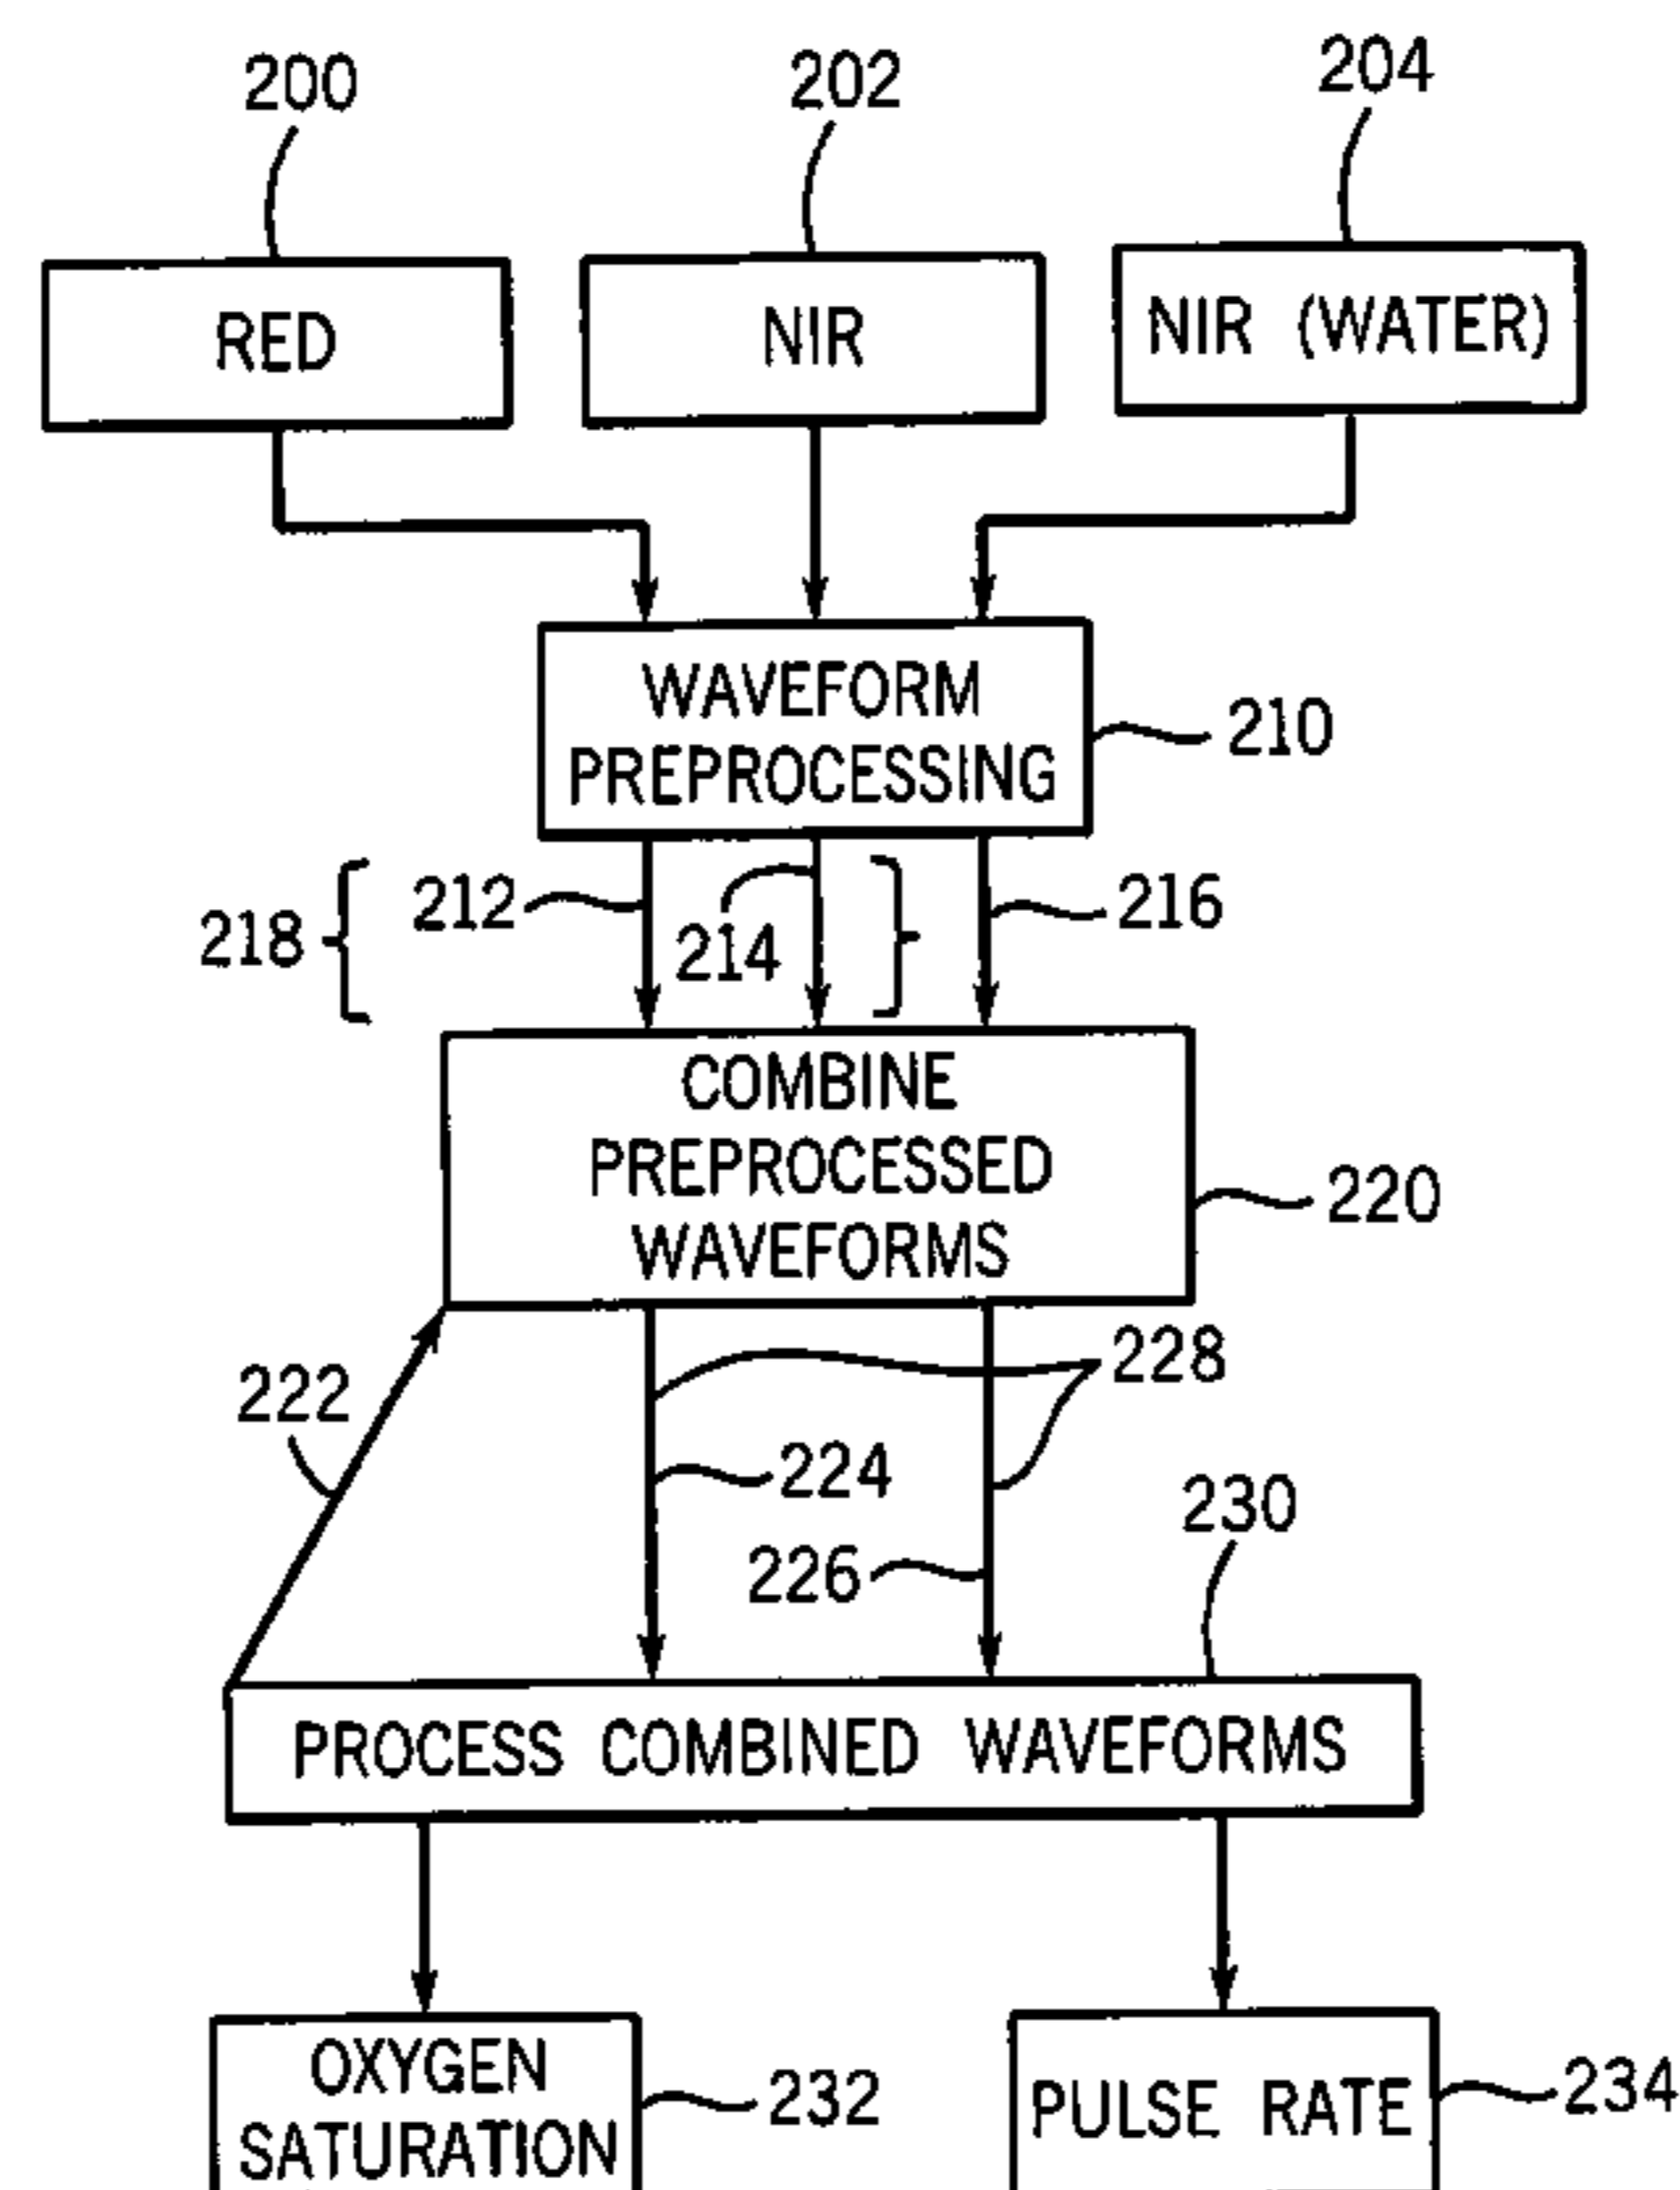 200
202
204
RED
NIR
NIR (WATER)
WAVEFORM
PREPROCESSING
210
218
212
214
216
COMBINE
PREPROCESSED
WAVEFORMS
220
222
228
224
226
230
PROCESS COMBINED WAVEFORMS
OXYGEN
SATURATION
232
PULSE RATE
234